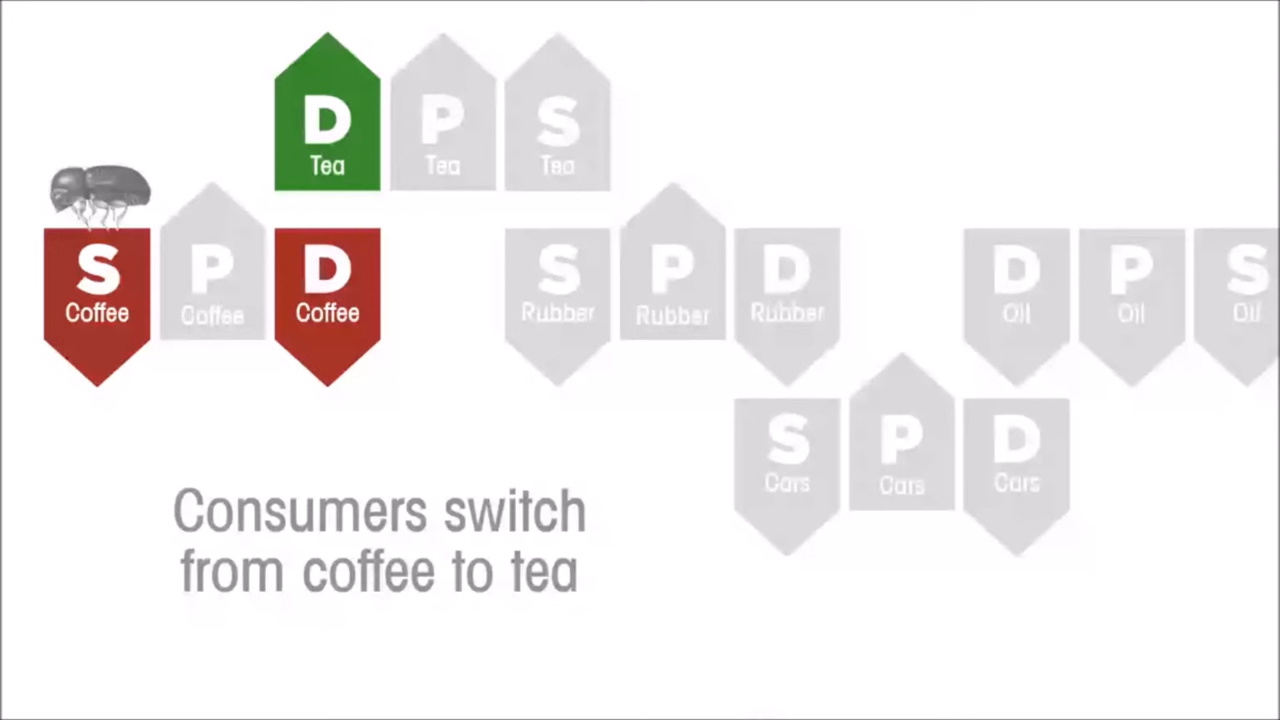 D P S
Tea Tea Tea
S P D S P D D P S
Coffee Coffee Coffee Rubber Rubber Rubber Oil Oil Oil
S P D
Cars Cars Cars
Consumers switch
from coffee to tea